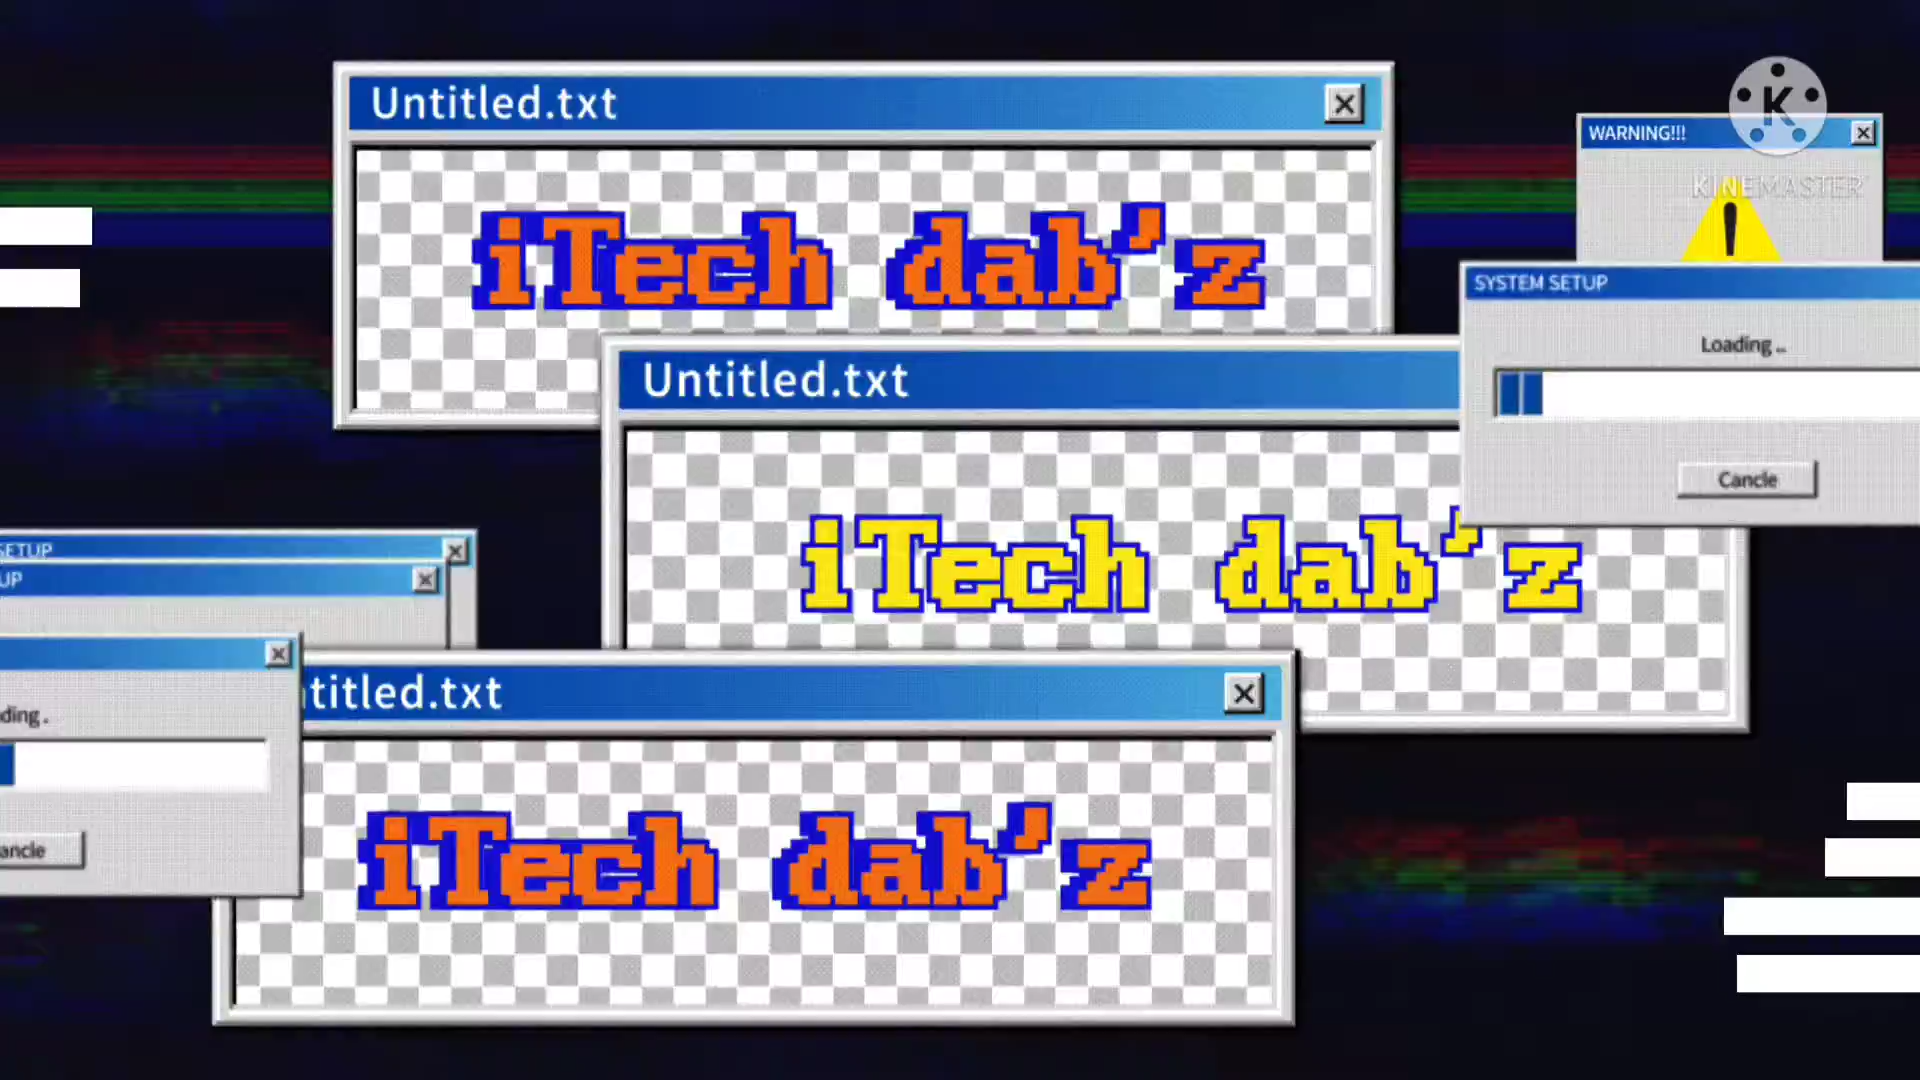 Untitled.txt
K
WARNING!!!
KINEMASTER
iTech dab'z
SYSTEM SETUP
Loading ..
Untitled.txt
Cancle
iTech dab'z
SETUP
UP
titled.txt
ding .
ancle
iTech dab'z